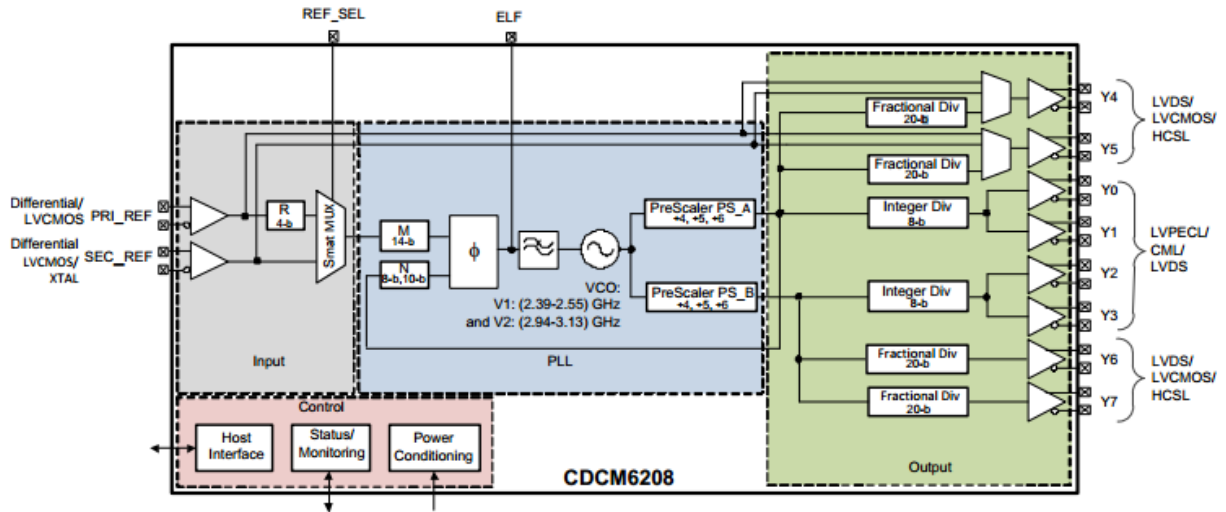 REF_SEL
ELF
Differential/
LVCMOS
PRI_REF
Differential
LVCMOS/
XTAL
SEC_REF
R
4-b
Smat MUX
Input
M
14-b
N
8-b,10-b
ϕ
VCO:
V1: (2.39-2.55) GHz
and V2: (2.94-3.13) GHz
PreScaler PS_A
÷4, ÷5, ÷6
PreScaler PS_B
÷4, ÷5, ÷6
PLL
Fractional Div
20-b
Fractional Div
20-b
Integer Div
8-b
Integer Div
8-b
Fractional Div
20-b
Fractional Div
20-b
Output
Y4
Y5
LVDS/
LVCMOS/
HCSL
Y0
Y1
Y2
Y3
LVPECL/
CML/
LVDS
Y6
Y7
LVDS/
LVCMOS/
HCSL
Control
Host
Interface
Status/
Monitoring
Power
Conditioning
CDCM6208